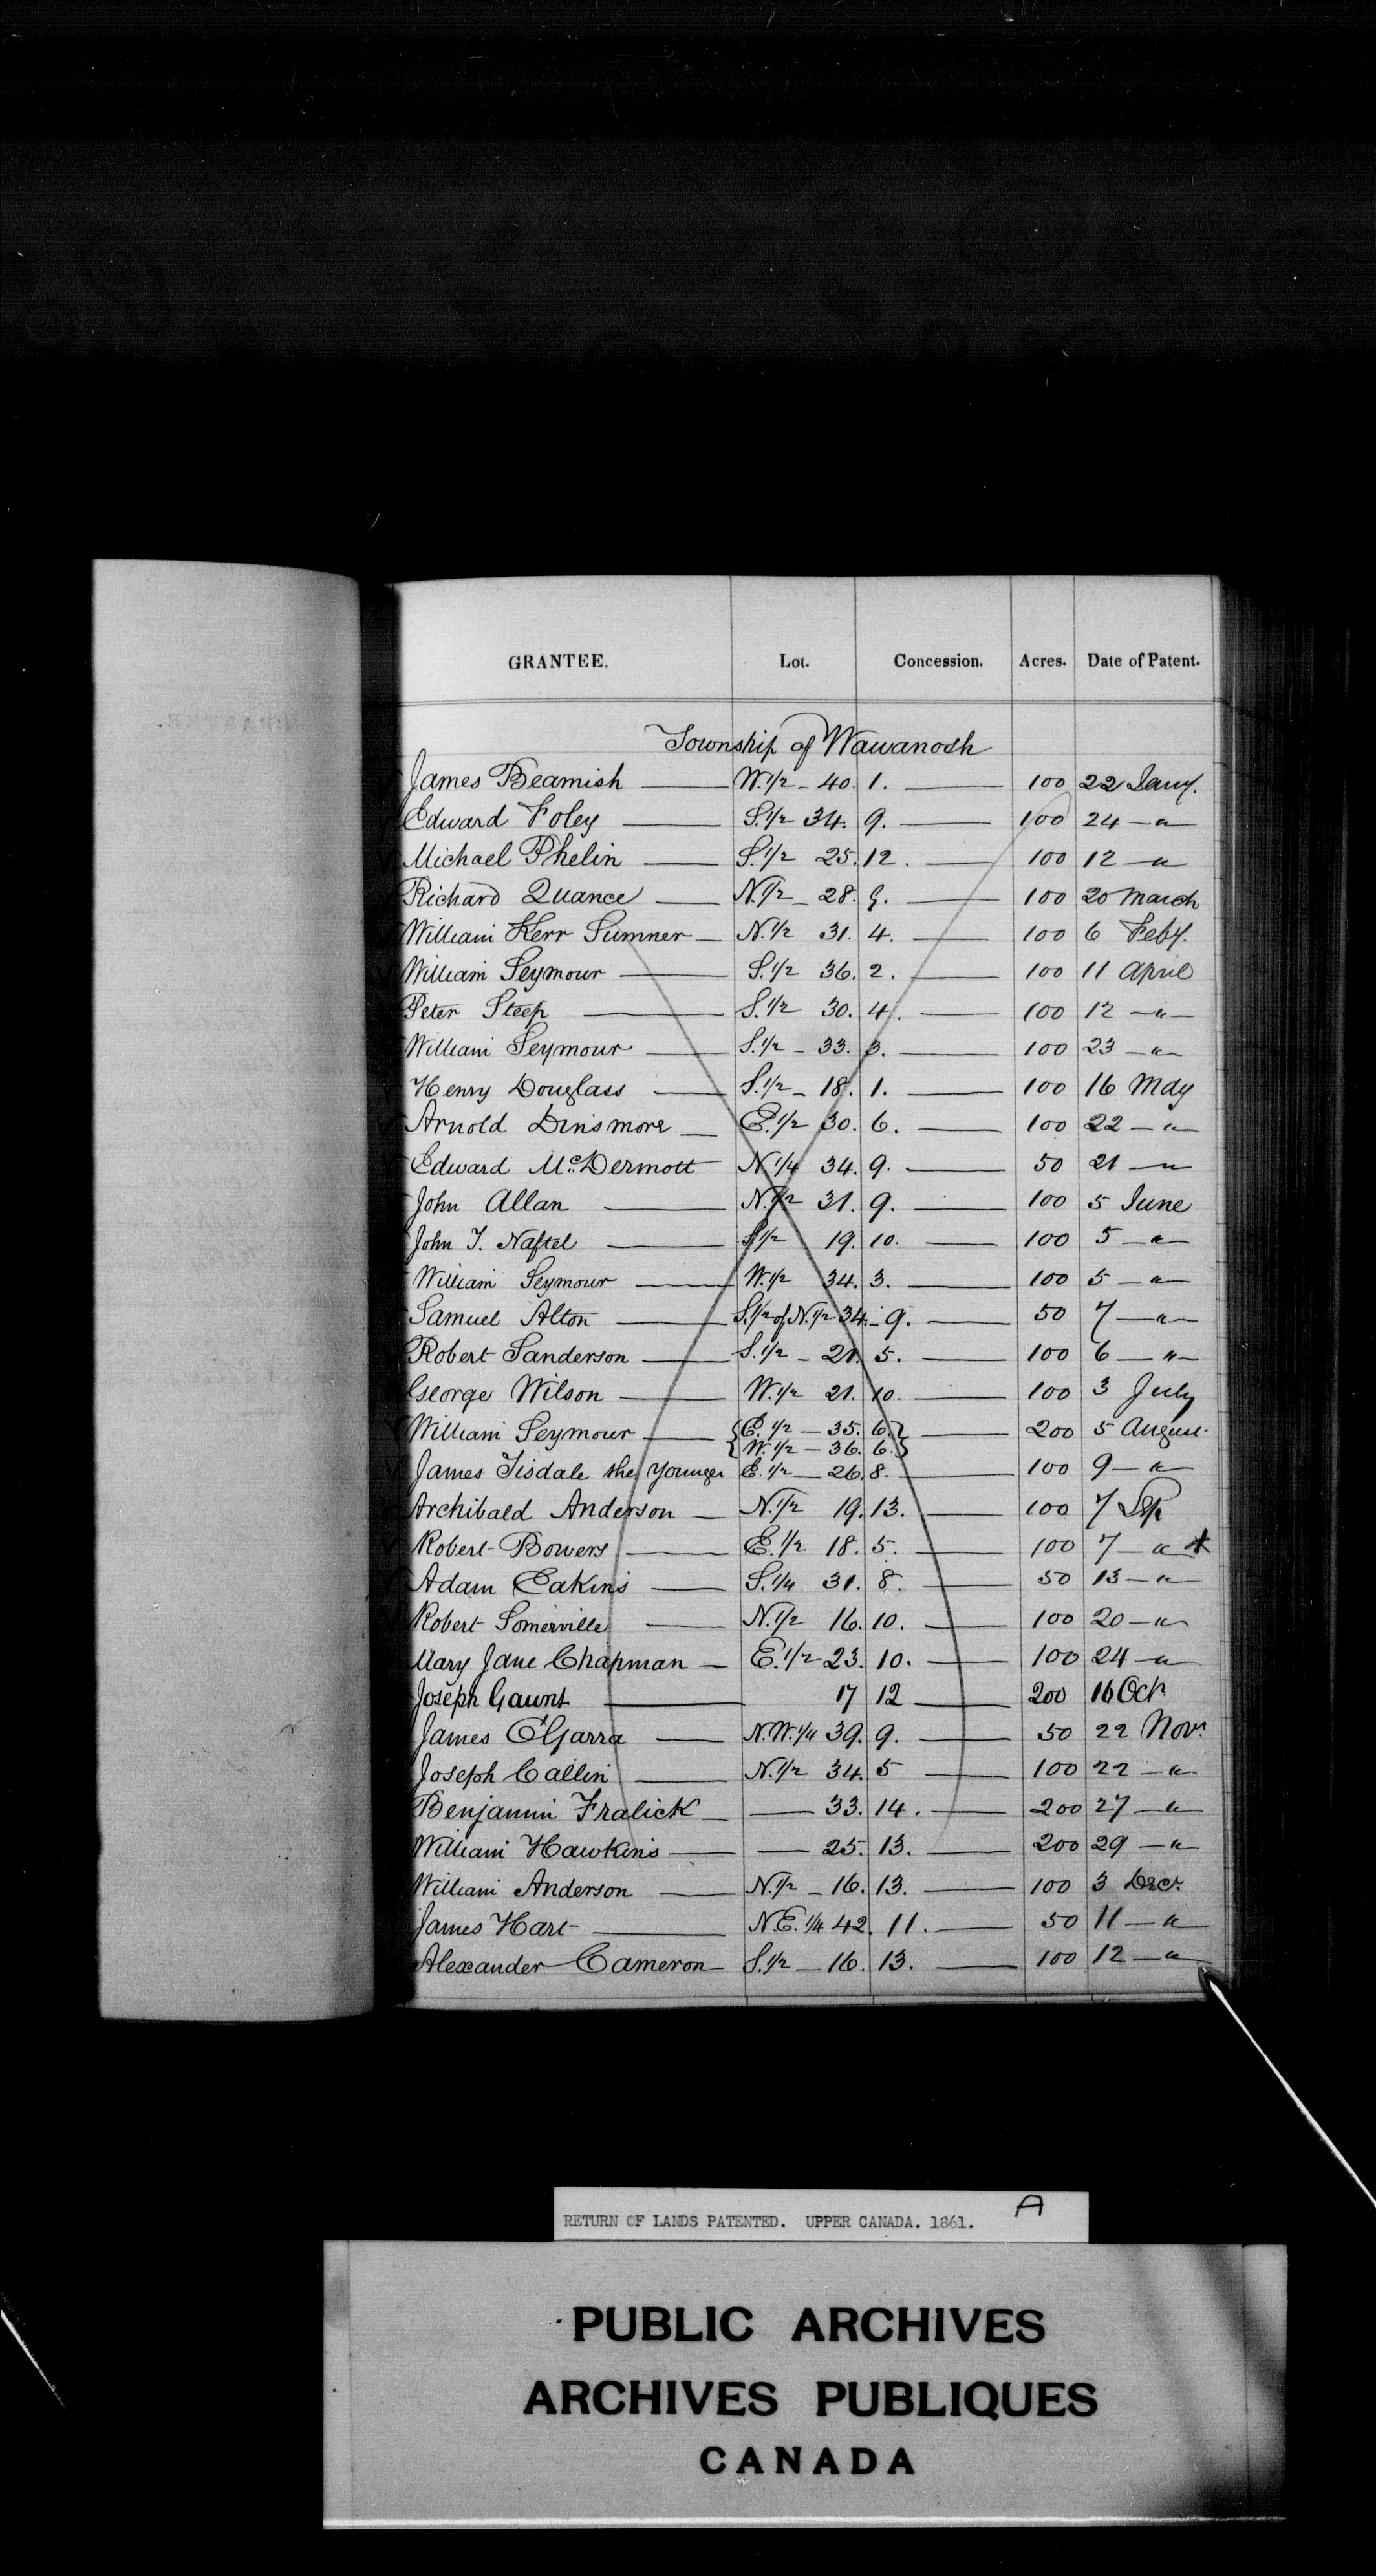 GRANTEE. Lot. Concession. Acres. Date of Patent.
Township of Wawanosh
James Beamish — W. 1/2 - 40. 1. — 100 22 Jany.
Edward Foley — S. 1/2 34. 9. — 100 24 — "
Michael Phelin — S. 1/2 25. 12. — 100 12 — "
Richard Quance — N. 1/2 - 28. 9. — 100 20 March
William Kerr Sumner — N. 1/2 31. 4. — 100 6 Feby.
William Seymour — S. 1/2 36. 2. — 100 11 April
Peter Steep — S. 1/2 30. 4. — 100 12 — " —
William Seymour — S. 1/2 - 33. 3. — 100 23 — " —
Henry Douglass — S. 1/2 - 18. 1. — 100 16 May
Arnold Dinsmore — E. 1/2 30. 6. — 100 22 — " —
Edward McDermott N 1/4 34. 9. — 50 21 — "
John Allan — N. 1/2 31. 9. — 100 5 June
John T. Naftel — S 1/2 19. 10. — 100 5 — " —
William Seymour — W. 1/2 34. 3. — 100 5 — " —
Samuel Alton — S. 1/2 of N. 1/2 34. - 9. — 50 7 — " —
Robert Sanderson — S. 1/2 - 21. 5. — 100 6 — " —
George Wilson — W. 1/2 21. 10. — 100 3 July
William Seymour — { E. 1/2 — 35. 6. } — 200 5 August.
{ W. 1/2 — 36. 6. }
James Tisdale the Younger E. 1/2 — 26. 8. — 100 9 — " —
Archibald Anderson — N. 1/2 19. 13. — 100 7 Sep
Robert Bowers — E. 1/2 18. 5. — 100 7 — "
Adam Eakins — S. 1/4 31. 8. — 50 13 — " —
Robert Somerville — N. 1/2 16. 10. — 100 20 — "
Mary Jane Chapman — E. 1/2 23. 10. — 100 24 — "
Joseph Gaunt — 17 12 — 200 16 Oct
James O'Garra — N. W. 1/4 39. 9. — 50 22 Novr.
Joseph Callin — N. 1/2 34. 5 — 100 22 — "
Benjamin Fralick — — 33. 14. — 200 27 — "
William Hawkins — — 25. 13. — 200 29 — "
William Anderson — N. 1/2 - 16. 13. — 100 3 Decr.
James Hart — N E. 1/4 42. 11. — 50 11 — "
Alexander Cameron — S. 1/2 — 16. 13. — 100 12 — "
A
RETURN OF LANDS PATENTED. UPPER CANADA. 1861.
PUBLIC ARCHIVES
ARCHIVES PUBLIQUES
CANADA